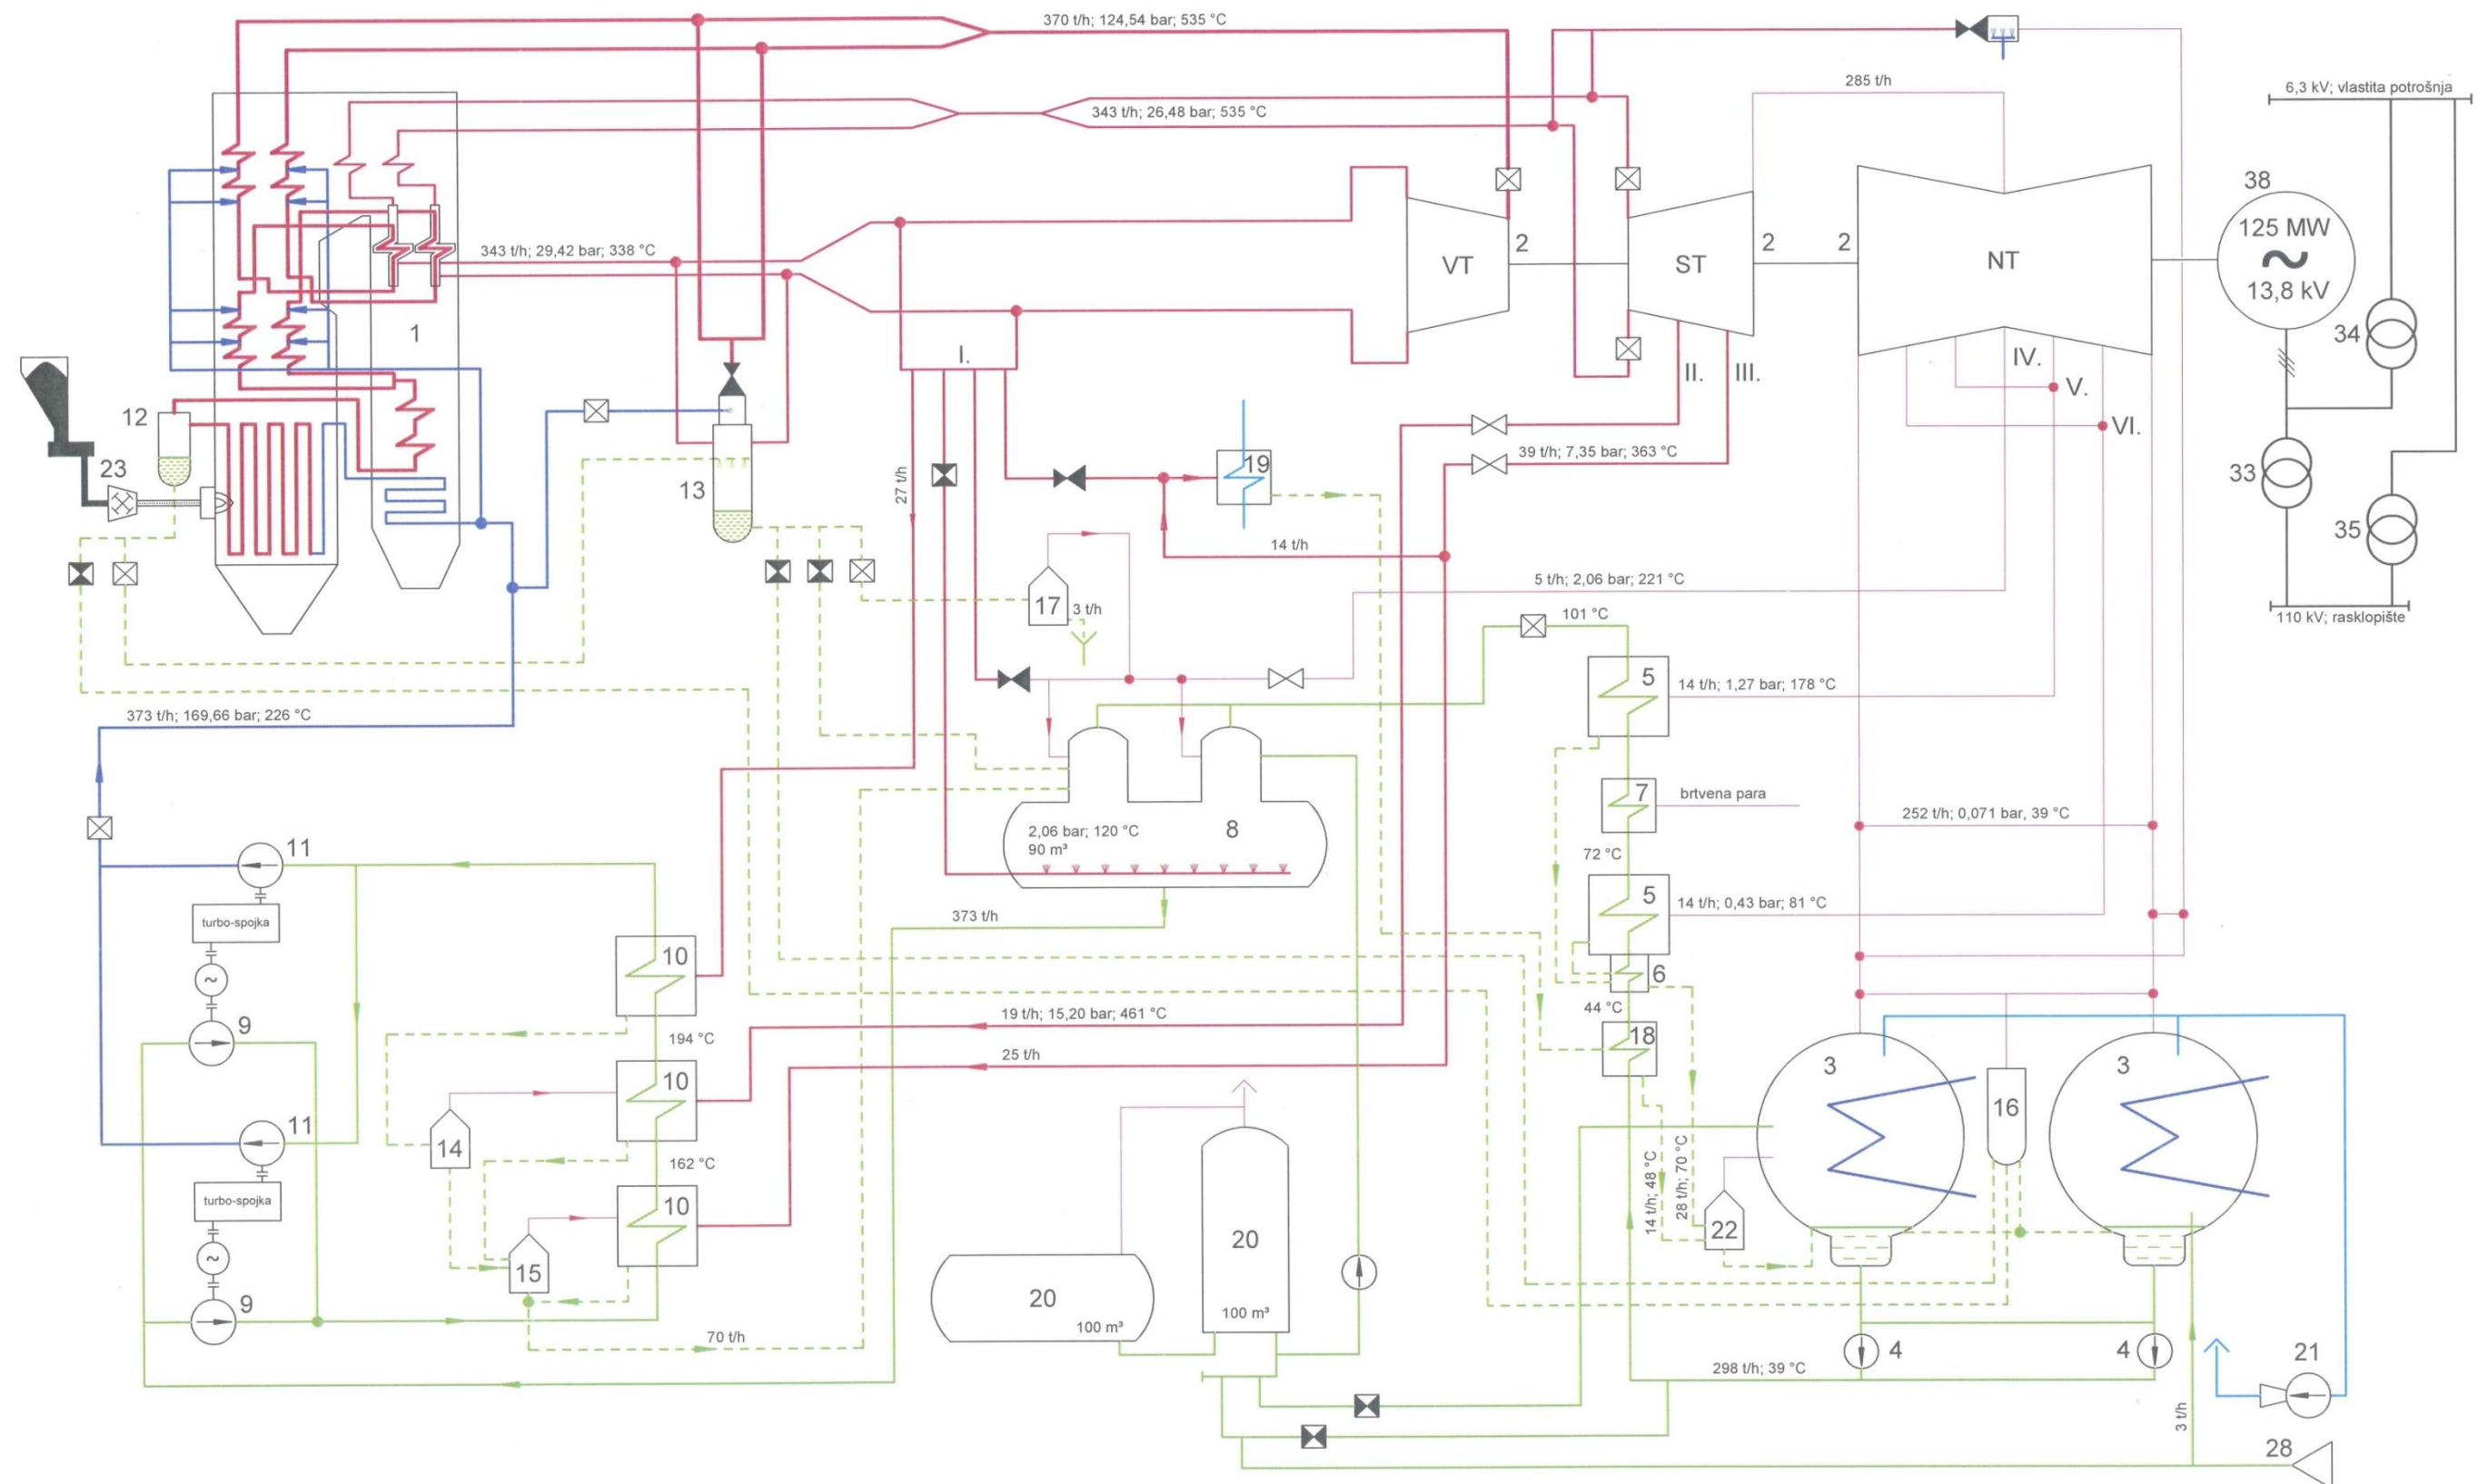 370 t/h; 124,54 bar; 535 °C
285 t/h
6,3 kV; vlastita potrošnja
343 t/h; 26,48 bar; 535 °C
38
125 MW
13,8 kV
343 t/h; 29,42 bar; 338 °C
2
2
2
VT
ST
NT
1
34
I.
II.
III.
IV.
V.
VI.
12
23
13
27 t/h
19
39 t/h; 7,35 bar; 363 °C
33
35
14 t/h
5 t/h; 2,06 bar; 221 °C
17
3 t/h
101 °C
110 kV; rasklopište
5
14 t/h; 1,27 bar; 178 °C
373 t/h; 169,66 bar; 226 °C
7
brtvena para
2,06 bar; 120 °C
90 m³
8
252 t/h; 0,071 bar, 39 °C
11
72 °C
turbo-spojka
373 t/h
5
14 t/h; 0,43 bar; 81 °C
10
6
9
194 °C
19 t/h; 15,20 bar; 461 °C
44 °C
18
25 t/h
10
3
3
16
11
14
162 °C
14 t/h; 48 °C
28 t/h; 70 °C
turbo-spojka
10
15
20
22
20
100 m³
100 m³
9
70 t/h
298 t/h; 39 °C
4
4
21
3 t/h
28